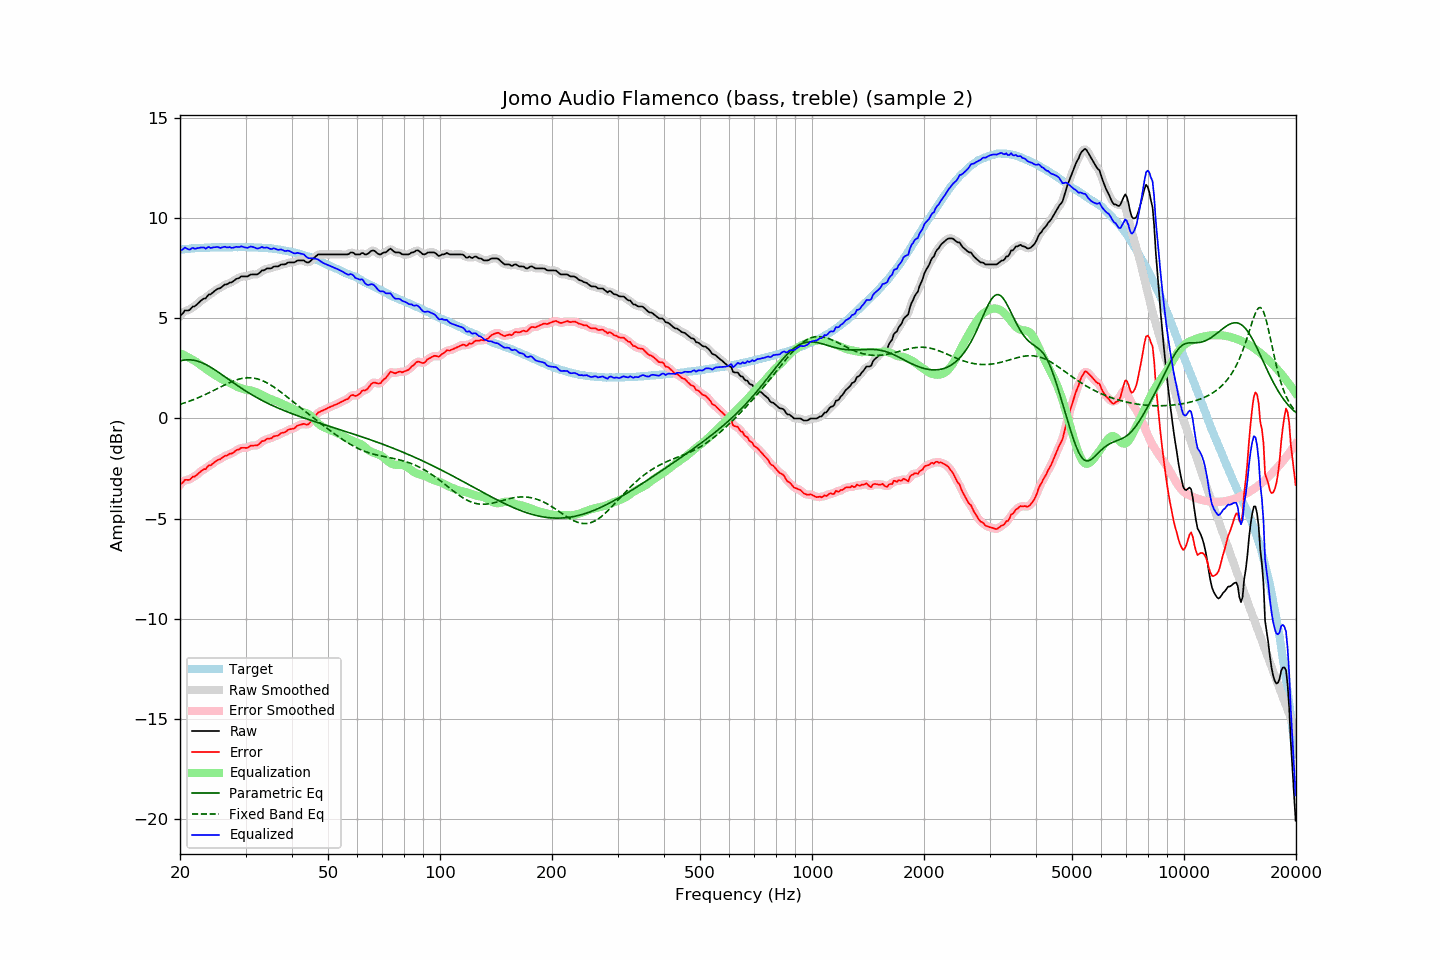 Jomo Audio Flamenco (bass, treble) (sample 2)
15
10
5
0
−5
−10
−15
−20
Amplitude (dBr)
Target
Raw Smoothed
Error Smoothed
Raw
Error
Equalization
Parametric Eq
Fixed Band Eq
Equalized
20 50 100 200 500 1000 2000 5000 10000 20000
Frequency (Hz)